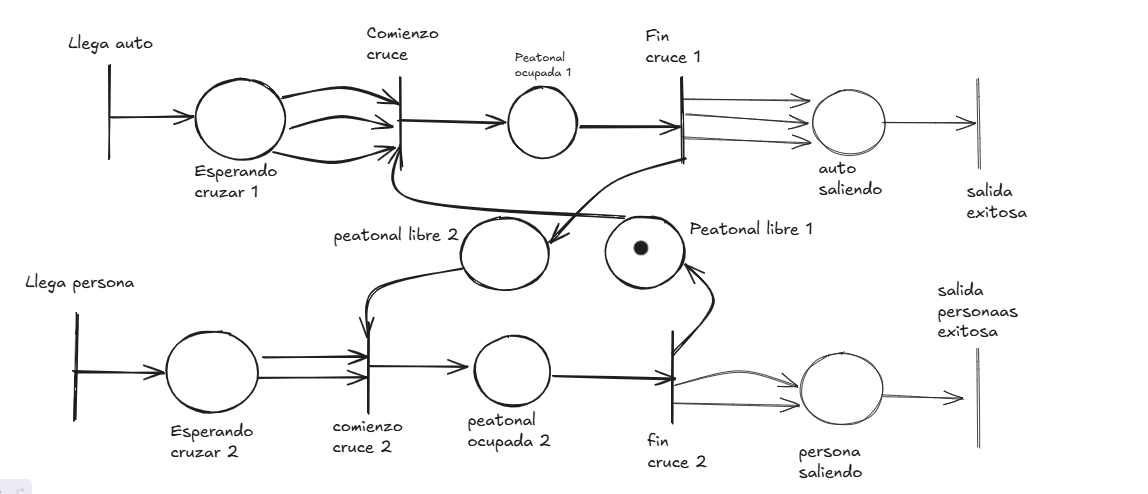 Llega auto
Comienzo
cruce
Peatonal
ocupada 1
Fin
cruce 1
Esperando
cruzar 1
auto
saliendo
salida
exitosa
peatonal libre 2
Peatonal libre 1
Llega persona
salida
personaas
exitosa
Esperando
cruzar 2
comienzo
cruce 2
peatonal
ocupada 2
fin
cruce 2
persona
saliendo